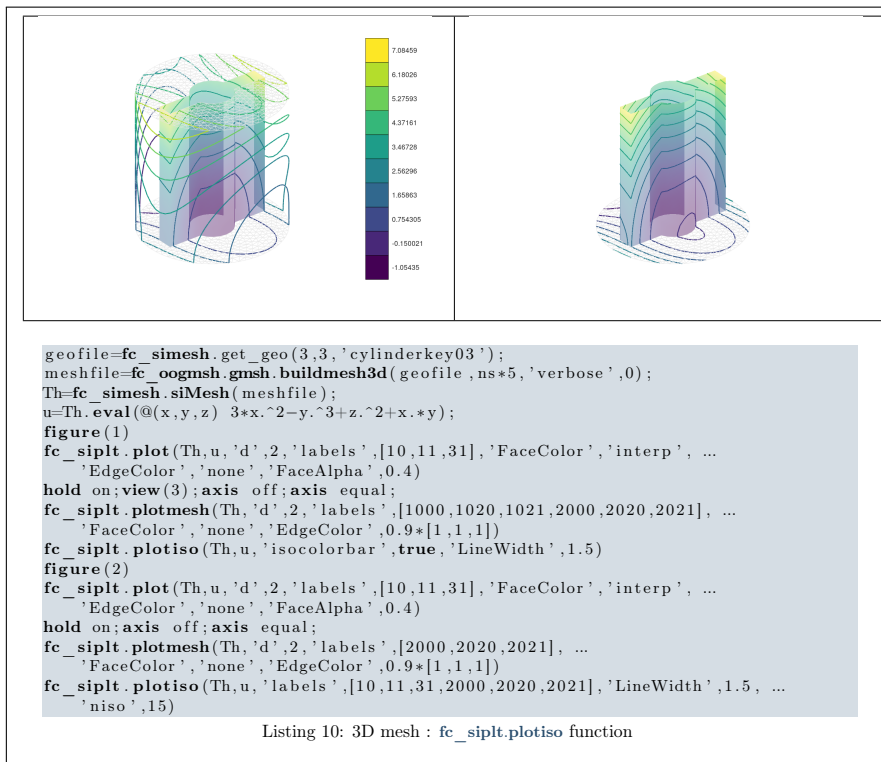 7.08459
6.18026
5.27593
4.37161
3.46728
2.56296
1.65863
0.754305
-0.150021
-1.05435
geofile=fc_simesh.get_geo(3,3,'cylinderkey03');
meshfile=fc_oogmsh.gmsh.buildmesh3d(geofile,ns*5,'verbose',0);
Th=fc_simesh.siMesh(meshfile);
u=Th.eval(@(x,y,z) 3*x.^2-y.^3+z.^2+x.*y);
figure(1)
fc_siplt.plot(Th,u,'d',2,'labels',[10,11,31],'FaceColor','interp', ...
'EdgeColor','none','FaceAlpha',0.4)
hold on;view(3);axis off;axis equal;
fc_siplt.plotmesh(Th,'d',2,'labels',[1000,1020,1021,2000,2020,2021], ...
'FaceColor','none','EdgeColor',0.9*[1,1,1])
fc_siplt.plotiso(Th,u,'isocolorbar',true,'LineWidth',1.5)
figure(2)
fc_siplt.plot(Th,u,'d',2,'labels',[10,11,31],'FaceColor','interp', ...
'EdgeColor','none','FaceAlpha',0.4)
hold on;axis off;axis equal;
fc_siplt.plotmesh(Th,'d',2,'labels',[2000,2020,2021], ...
'FaceColor','none','EdgeColor',0.9*[1,1,1])
fc_siplt.plotiso(Th,u,'labels',[10,11,31,2000,2020,2021],'LineWidth',1.5, ...
'niso',15)
Listing 10: 3D mesh : fc_siplt.plotiso function